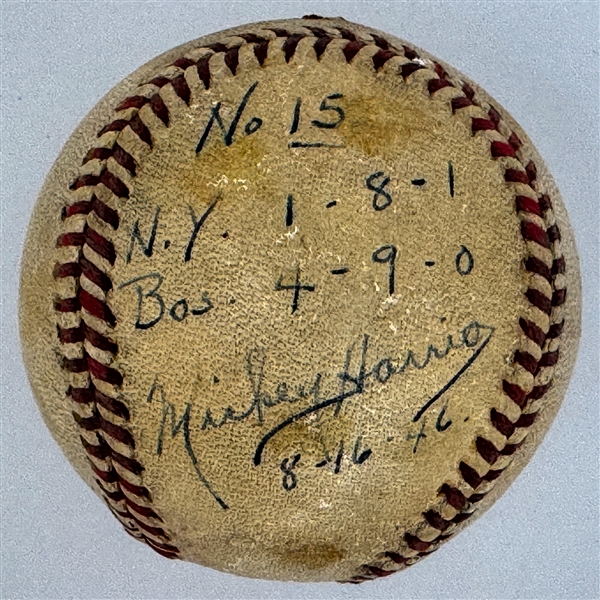 No 15
N.Y. 1 - 8 - 1
Bos. 4 - 9 - 0
Mickey Harris
8-16-46.